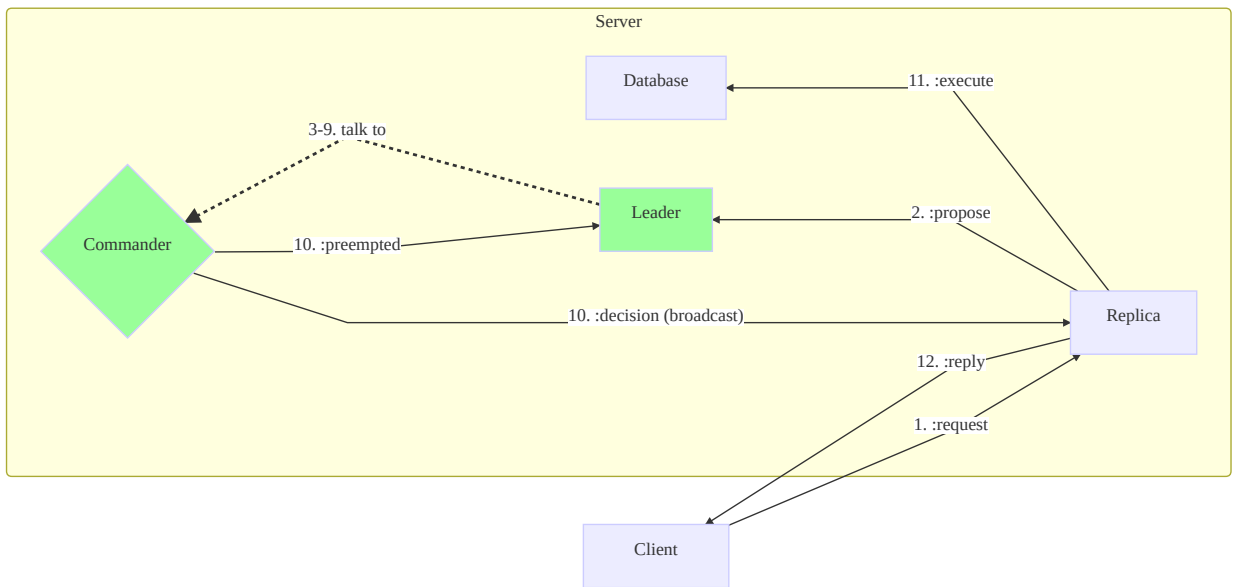 Server
Database
11. :execute
3-9. talk to
Leader
2. :propose
Commander
10. :preempted
10. :decision (broadcast)
Replica
12. :reply
1. :request
Client